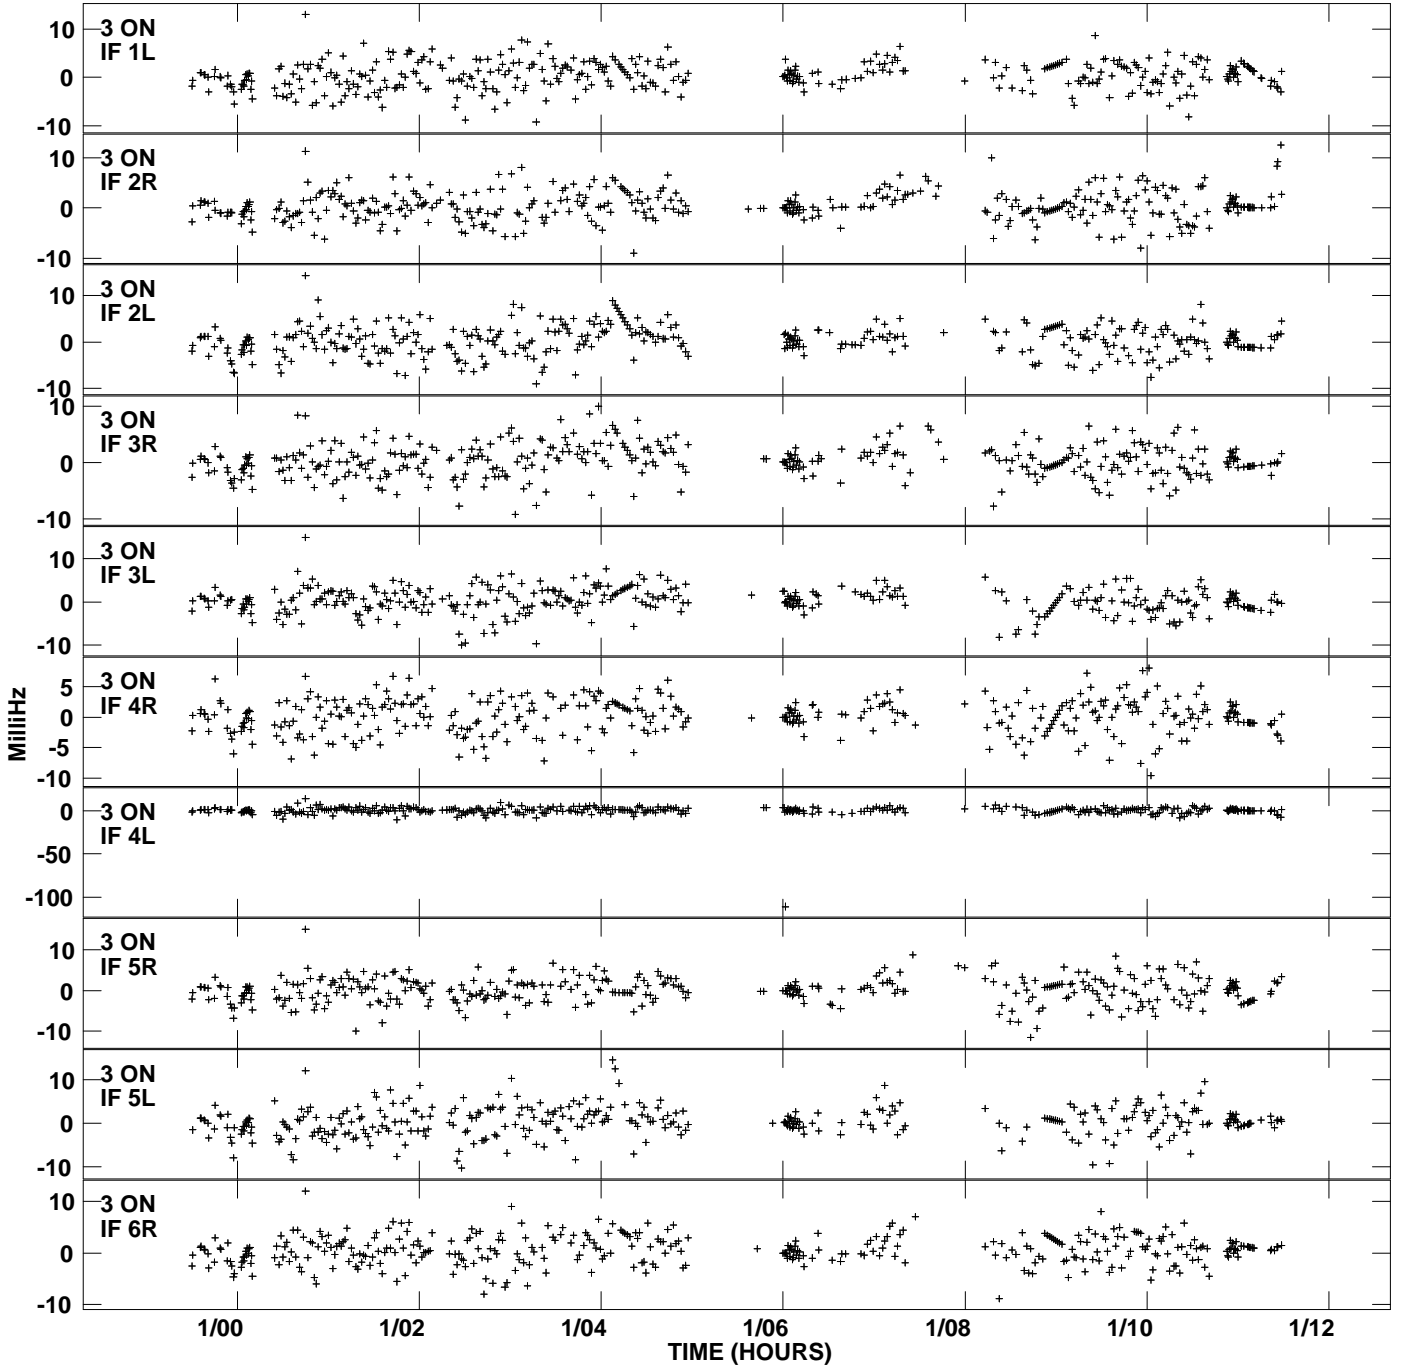 3 ON
IF 1L
10
0
-10
3 ON
IF 2R
10
0
-10
3 ON
IF 2L
10
0
-10
3 ON
IF 3R
10
0
-10
3 ON
IF 3L
10
0
-10
3 ON
IF 4R
5
0
-5
-10
MilliHz
3 ON
IF 4L
0
-50
-100
3 ON
IF 5R
10
0
-10
3 ON
IF 5L
10
0
-10
3 ON
IF 6R
10
0
-10
1/00 1/02 1/04 1/06 1/08 1/10 1/12
TIME (HOURS)